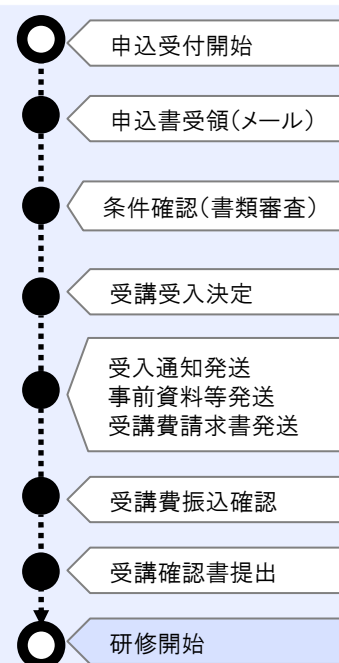 申込受付開始
申込書受領(メール)
条件確認(書類審査)
受講受入決定
受入通知発送
事前資料等発送
受講費請求書発送
受講費振込確認
受講確認書提出
研修開始